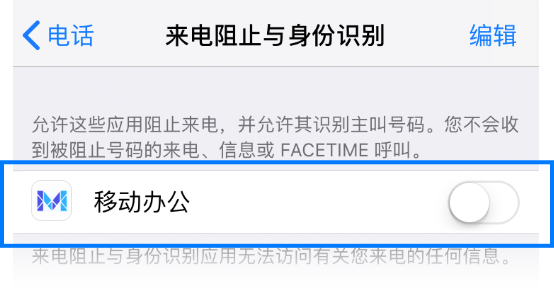 电话 来电阻止与身份识别 编辑
允许这些应用阻止来电，并允许其识别主叫号码。您不会收
到被阻止号码的来电、信息或 FACETIME 呼叫。
移动办公
来电阻止与身份识别应用无法访问有关您来电的任何信息。